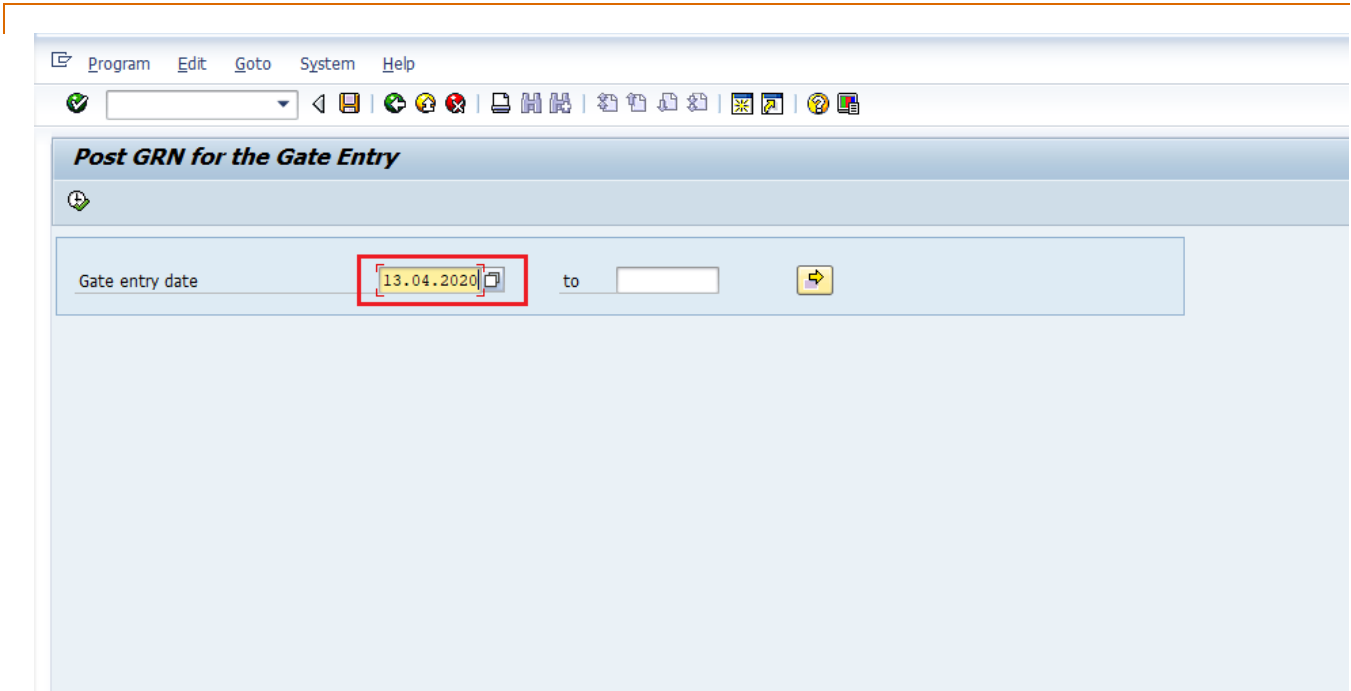 Program Edit Goto System Help
Post GRN for the Gate Entry
Gate entry date 13.04.2020 to